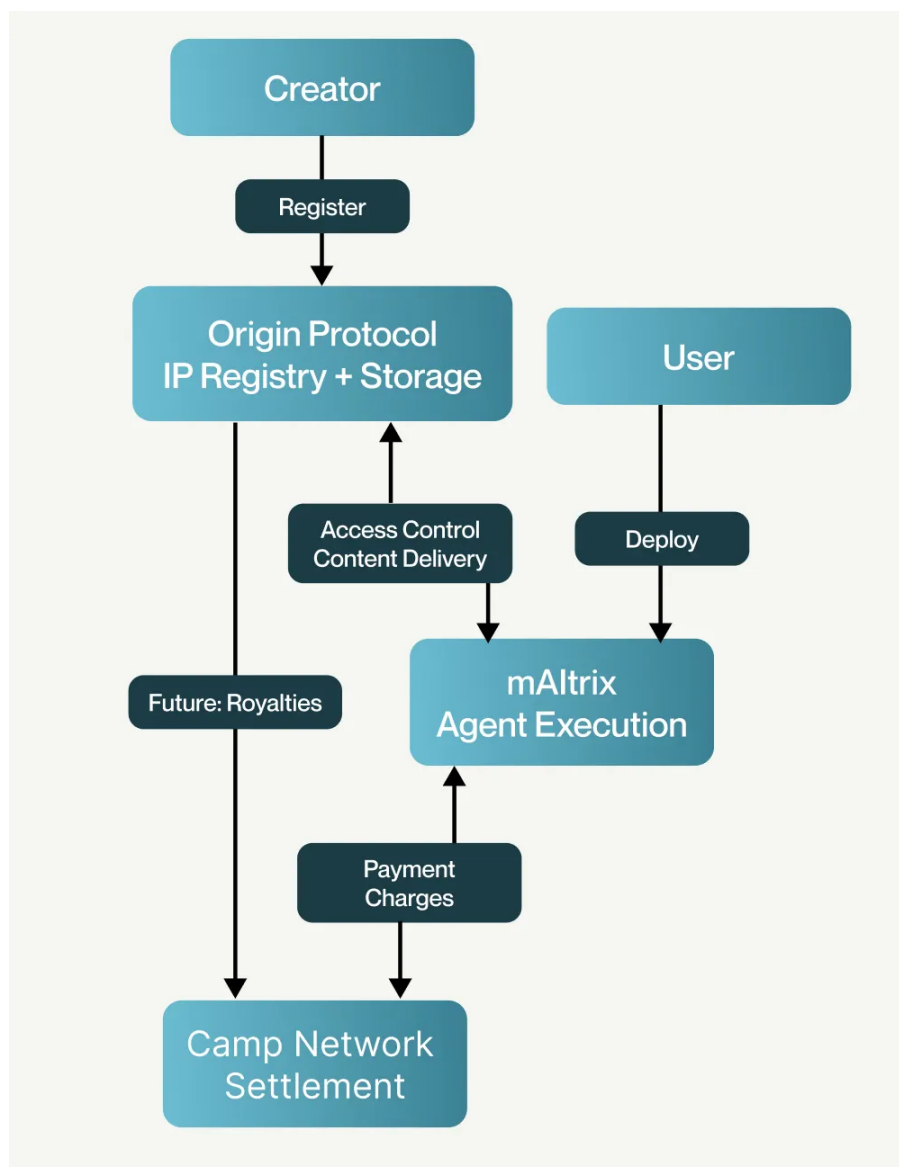 Creator
Register
Origin Protocol
IP Registry + Storage
User
Access Control
Content Delivery
Deploy
mAItrix
Agent Execution
Future: Royalties
Payment
Charges
Camp Network
Settlement